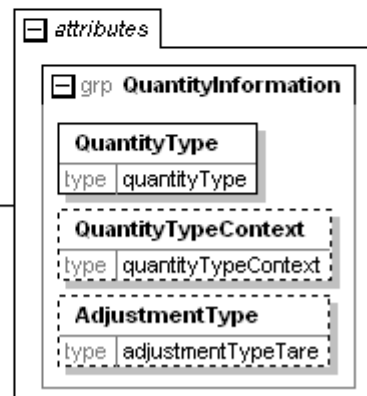 attributes
grp QuantityInformation
QuantityType
type quantityType
QuantityTypeContext
type quantityTypeContext
AdjustmentType
type adjustmentTypeTare